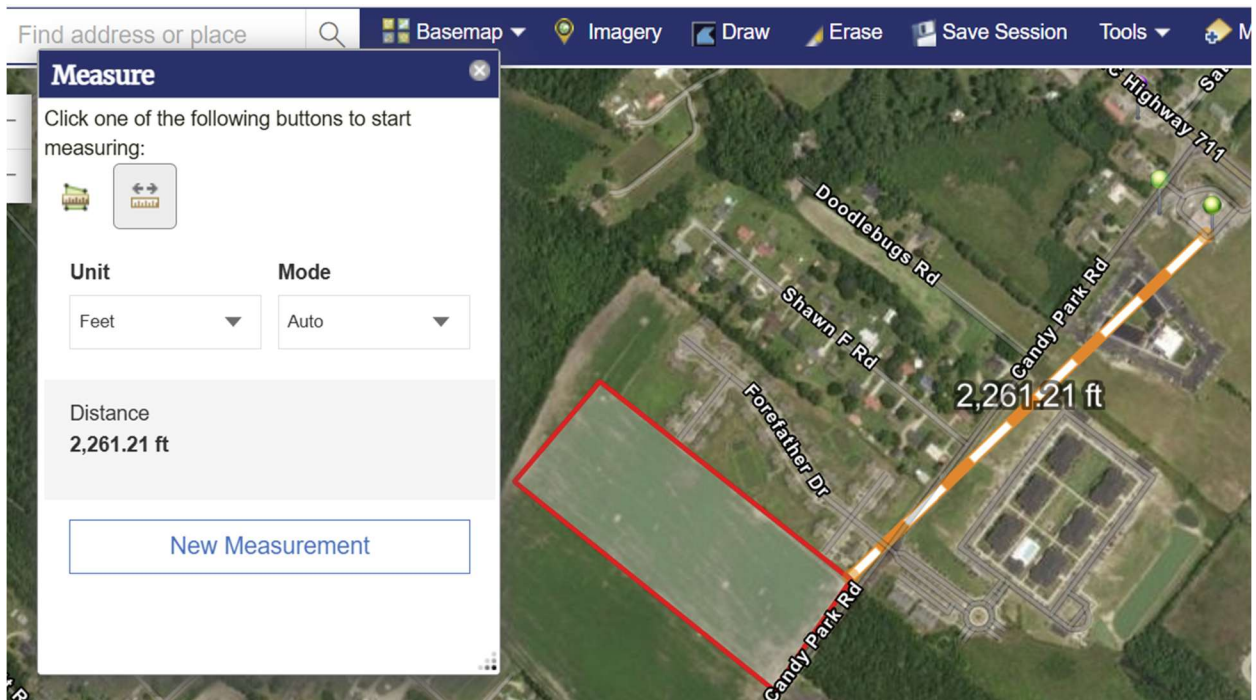 Find address or place
Basemap
Imagery
Draw
Erase
Save Session
Tools
M
Measure
Click one of the following buttons to start
measuring:
Unit
Mode
Feet
Auto
Distance
2,261.21 ft
New Measurement
C Highway 711
Sad
Doodlebugs Rd
Shawn F Rd
Candy Park Rd
2,261.21 ft
Forefather Dr
Candy Park Rd